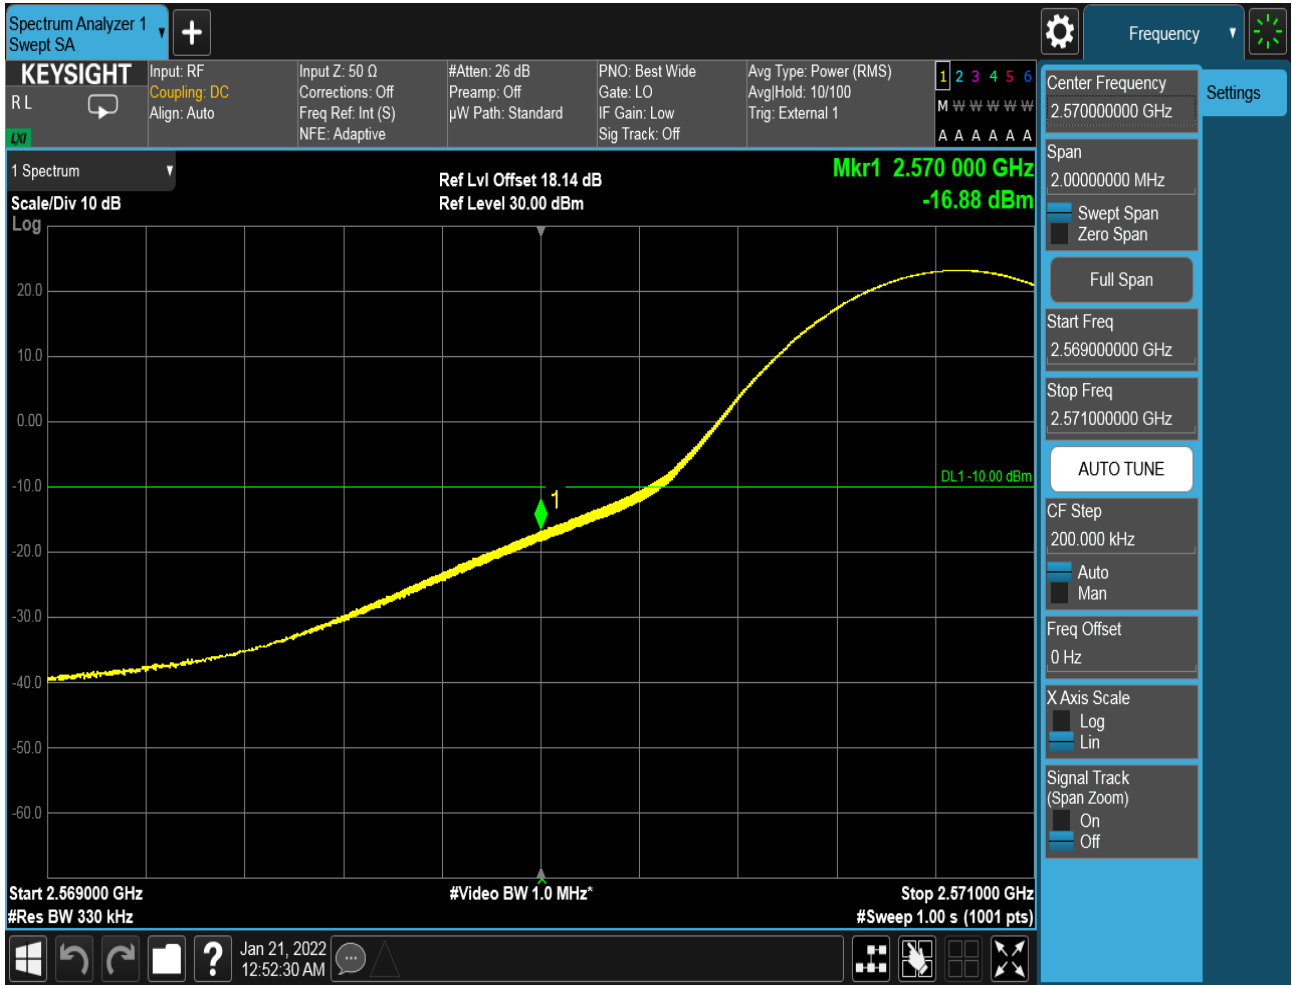 Spectrum Analyzer 1
Swept SA
Frequency
KEYSIGHT
R L
LXI
Input: RF
Coupling: DC
Align: Auto
Input Z: 50 Ω
Corrections: Off
Freq Ref: Int (S)
NFE: Adaptive
#Atten: 26 dB
Preamp: Off
µW Path: Standard
PNO: Best Wide
Gate: LO
IF Gain: Low
Sig Track: Off
Avg Type: Power (RMS)
Avg|Hold: 10/100
Trig: External 1
1 2 3 4 5 6
M W W W W W
A A A A A A
1 Spectrum
Scale/Div 10 dB
Log
Ref Lvl Offset 18.14 dB
Ref Level 30.00 dBm
Mkr1 2.570 000 GHz
-16.88 dBm
20.0
10.0
0.00
-10.0
-20.0
-30.0
-40.0
-50.0
-60.0
DL1 -10.00 dBm
1
Start 2.569000 GHz
#Res BW 330 kHz
#Video BW 1.0 MHz*
Stop 2.571000 GHz
#Sweep 1.00 s (1001 pts)
Center Frequency
2.570000000 GHz
Span
2.00000000 MHz
Swept Span
Zero Span
Full Span
Start Freq
2.569000000 GHz
Stop Freq
2.571000000 GHz
AUTO TUNE
CF Step
200.000 kHz
Auto
Man
Freq Offset
0 Hz
X Axis Scale
Log
Lin
Signal Track
(Span Zoom)
On
Off
Settings
?
Jan 21, 2022
12:52:30 AM